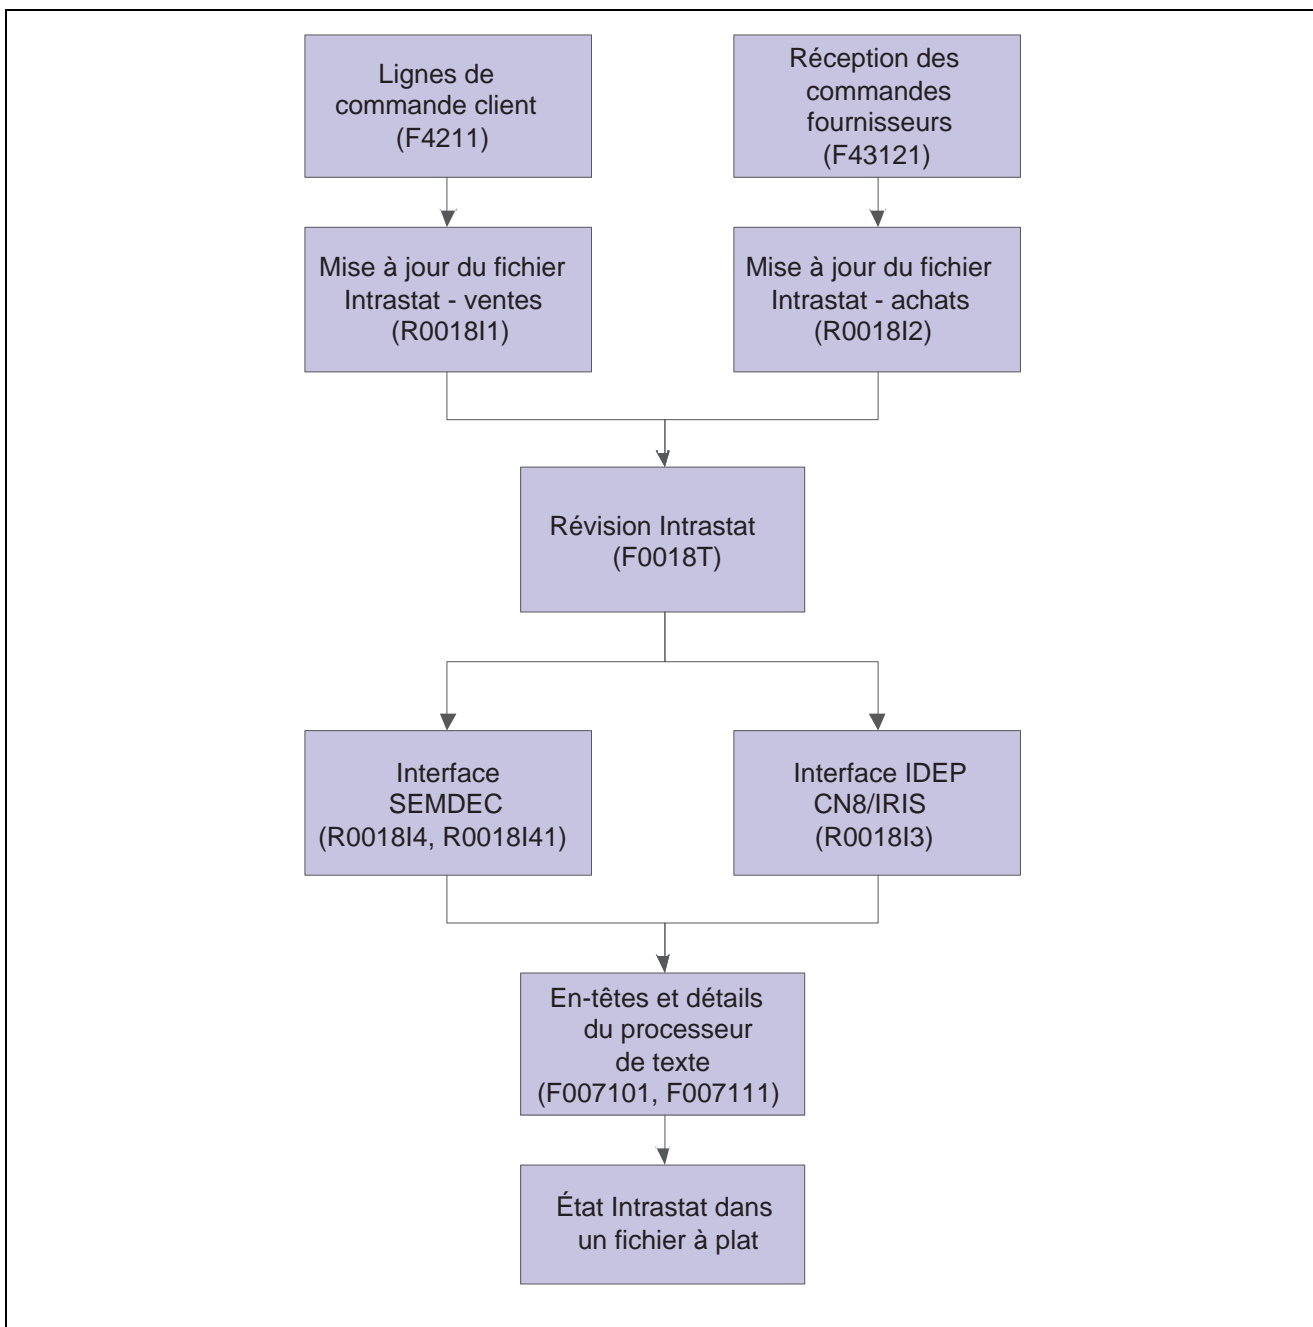 Lignes de
commande client
(F4211)
Réception des
commandes
fournisseurs
(F43121)
Mise à jour du fichier
Intrastat - ventes
(R0018I1)
Mise à jour du fichier
Intrastat - achats
(R0018I2)
Révision Intrastat
(F0018T)
Interface
SEMDEC
(R0018I4, R0018I41)
Interface IDEP
CN8/IRIS
(R0018I3)
En-têtes et détails
du processeur
de texte
(F007101, F007111)
État Intrastat dans
un fichier à plat